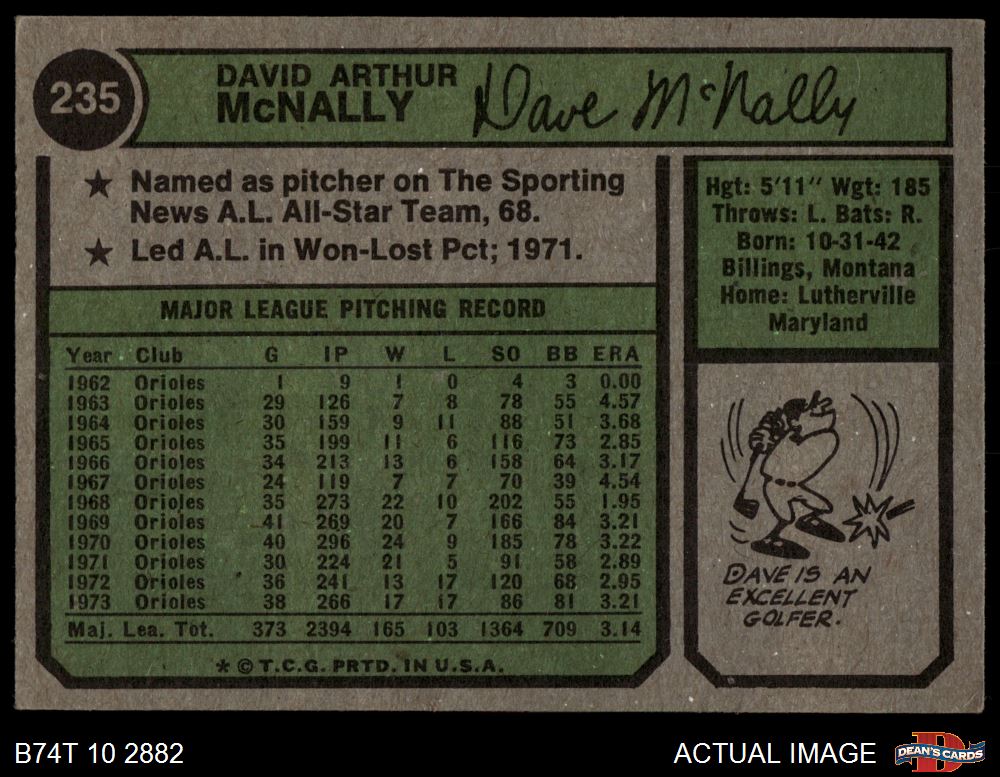 235
DAVID ARTHUR
McNALLY
Dave McNally
★ Named as pitcher on The Sporting
News A.L. All-Star Team, 68.
★ Led A.L. in Won-Lost Pct; 1971.
Hgt: 5'11" Wgt: 185
Throws: L. Bats: R.
Born: 10-31-42
Billings, Montana
Home: Lutherville
Maryland
MAJOR LEAGUE PITCHING RECORD
Year Club G IP W L SO BB ERA
1962 Orioles 1 9 1 0 4 3 0.00
1963 Orioles 29 126 7 8 78 55 4.57
1964 Orioles 30 159 9 11 88 51 3.68
1965 Orioles 35 199 11 6 116 73 2.85
1966 Orioles 34 213 13 6 158 64 3.17
1967 Orioles 24 119 7 7 70 39 4.54
1968 Orioles 35 273 22 10 202 55 1.95
1969 Orioles 41 269 20 7 166 84 3.21
1970 Orioles 40 296 24 9 185 78 3.22
1971 Orioles 30 224 21 5 91 58 2.89
1972 Orioles 36 241 13 17 120 68 2.95
1973 Orioles 38 266 17 17 86 81 3.21
Maj. Lea. Tot. 373 2394 165 103 1364 709 3.14
* © T.C.G. PRTD. IN U.S.A.
DAVE IS AN
EXCELLENT
GOLFER.
B74T 10 2882
ACTUAL IMAGE
DEAN'S CARDS